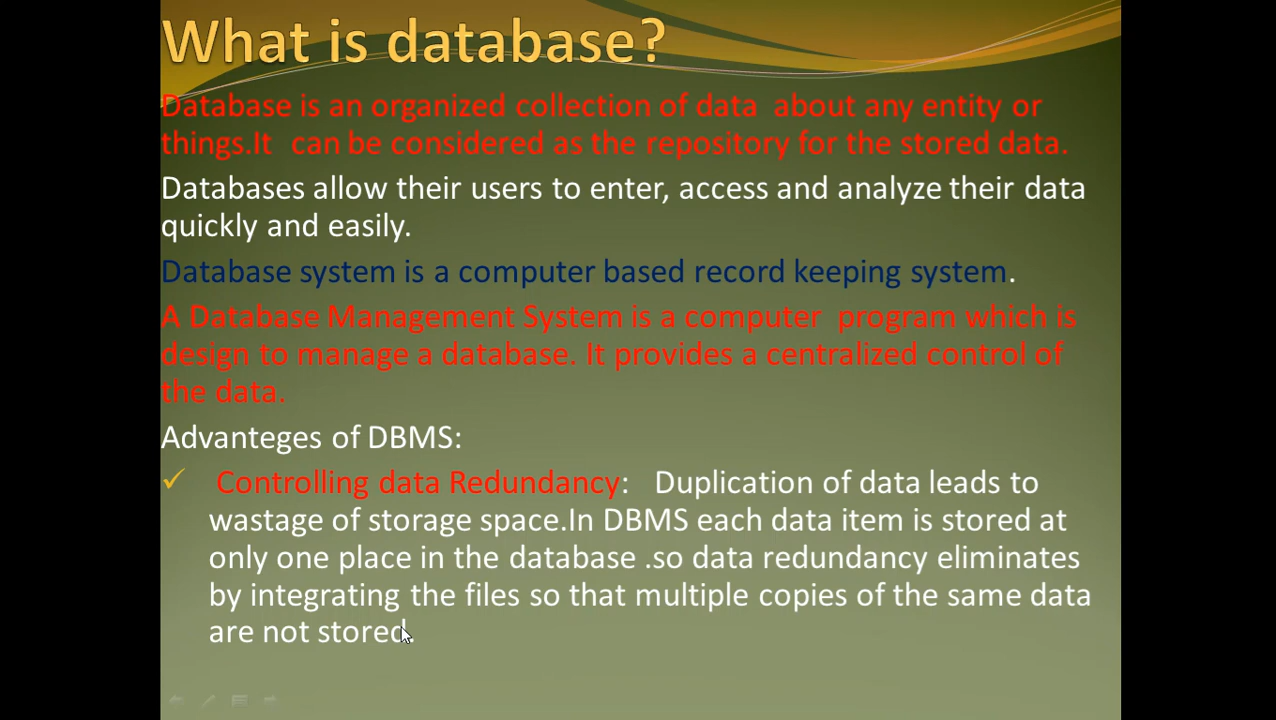 What is database?
Database is an organized collection of data about any entity or
things.It can be considered as the repository for the stored data.
Databases allow their users to enter, access and analyze their data
quickly and easily.
Database system is a computer based record keeping system.
A Database Management System is a computer program which is
design to manage a database. It provides a centralized control of
the data.
Advanteges of DBMS:
✓ Controlling data Redundancy: Duplication of data leads to
wastage of storage space.In DBMS each data item is stored at
only one place in the database .so data redundancy eliminates
by integrating the files so that multiple copies of the same data
are not stored.